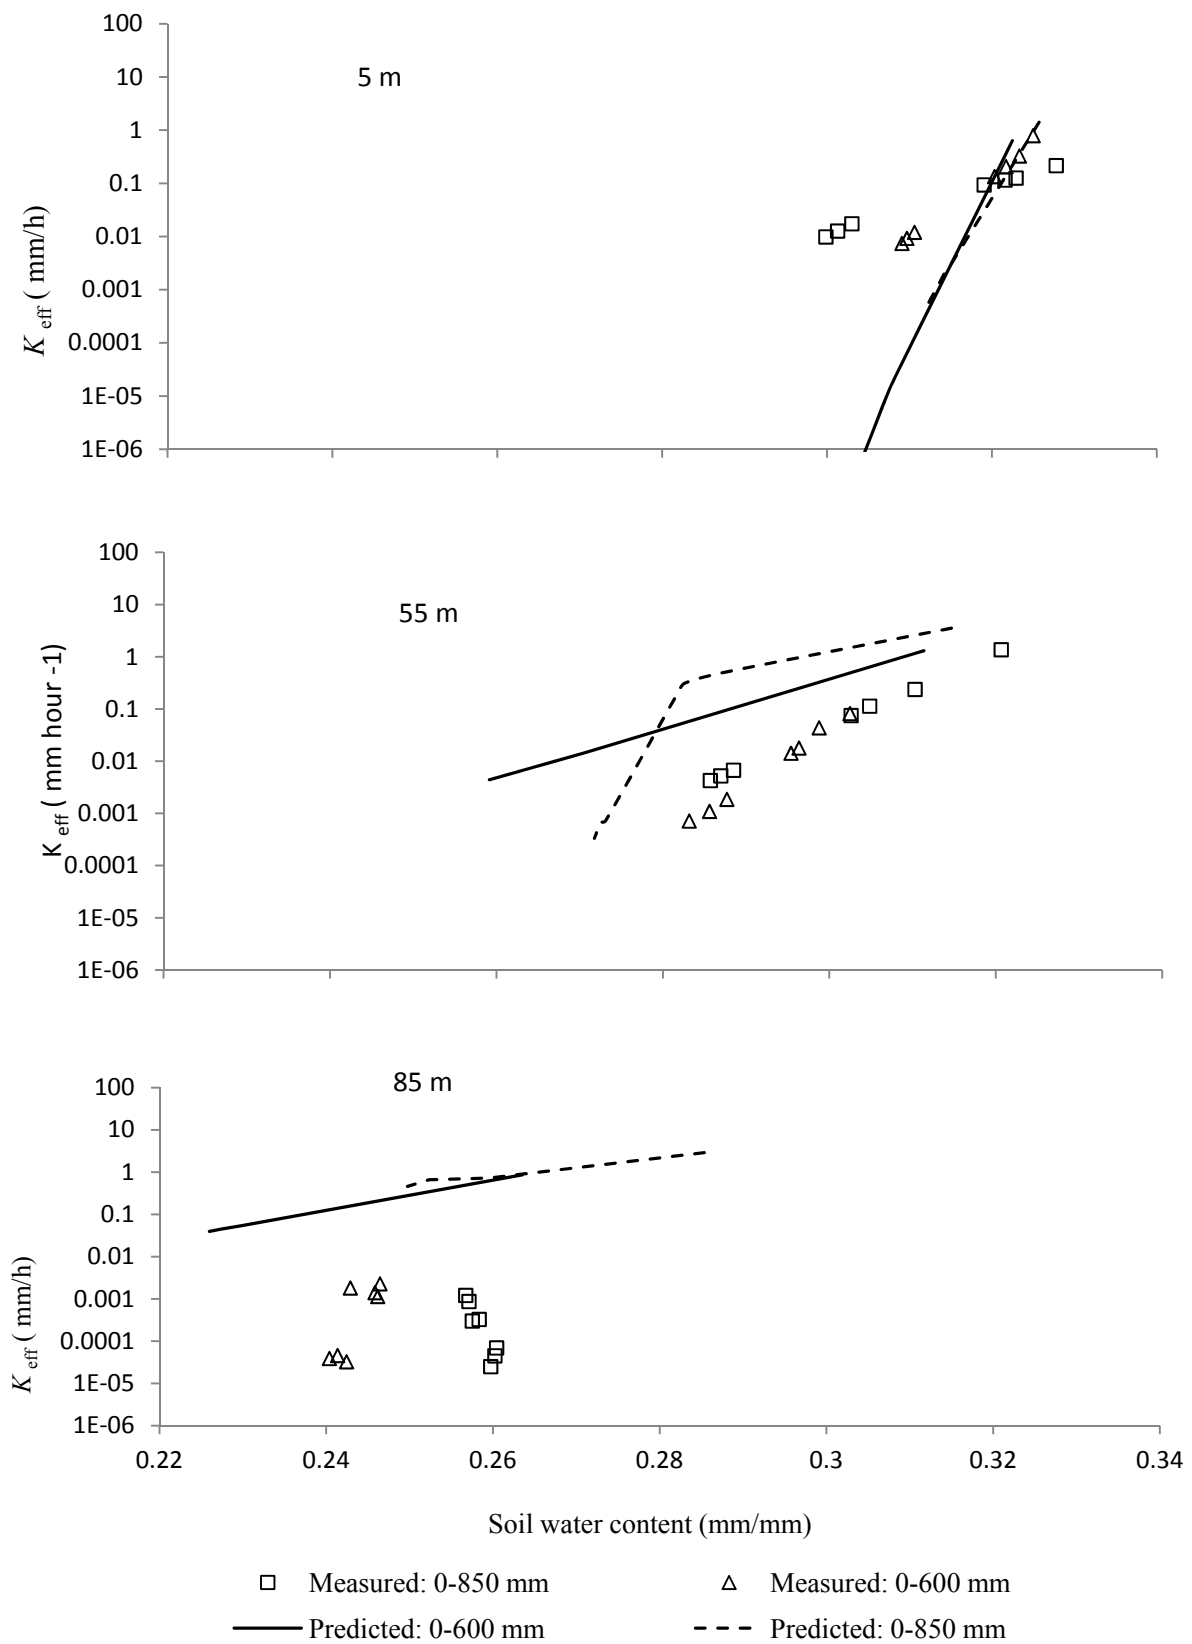 100
5 m
10
1
0.1
0.01
0.001
0.0001
1E-05
1E-06
K eff ( mm/h)
100
10
55 m
1
0.1
0.01
0.001
0.0001
1E-05
1E-06
K eff ( mm hour -1)
85 m
100
10
1
0.1
0.01
0.001
0.0001
1E-05
1E-06
K eff ( mm/h)
0.22 0.24 0.26 0.28 0.3 0.32 0.34
Soil water content (mm/mm)
Measured: 0-850 mm Measured: 0-600 mm
Predicted: 0-600 mm Predicted: 0-850 mm